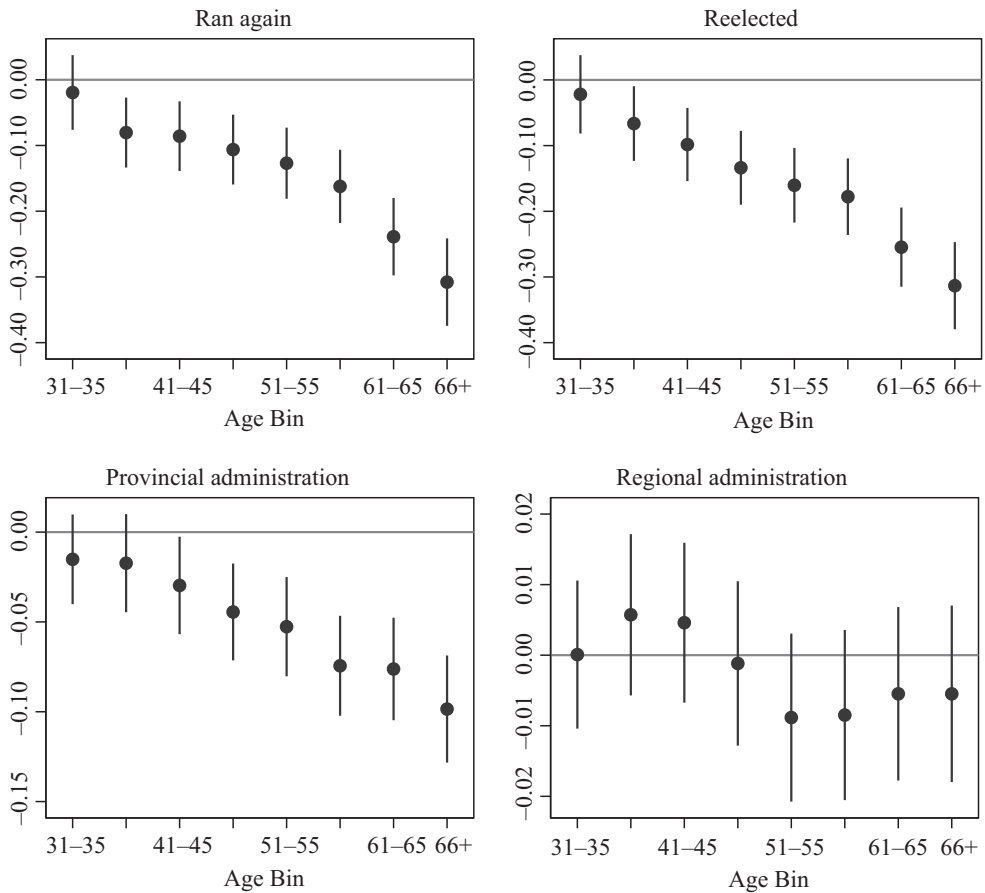 Ran again
0.00
−0.10
−0.20
−0.30
−0.40
31–35 41–45 51–55 61–65 66+
Age Bin
Reelected
0.00
−0.10
−0.20
−0.30
−0.40
31–35 41–45 51–55 61–65 66+
Age Bin
Provincial administration
0.00
−0.05
−0.10
−0.15
31–35 41–45 51–55 61–65 66+
Age Bin
Regional administration
0.02
0.01
0.00
−0.01
−0.02
31–35 41–45 51–55 61–65 66+
Age Bin